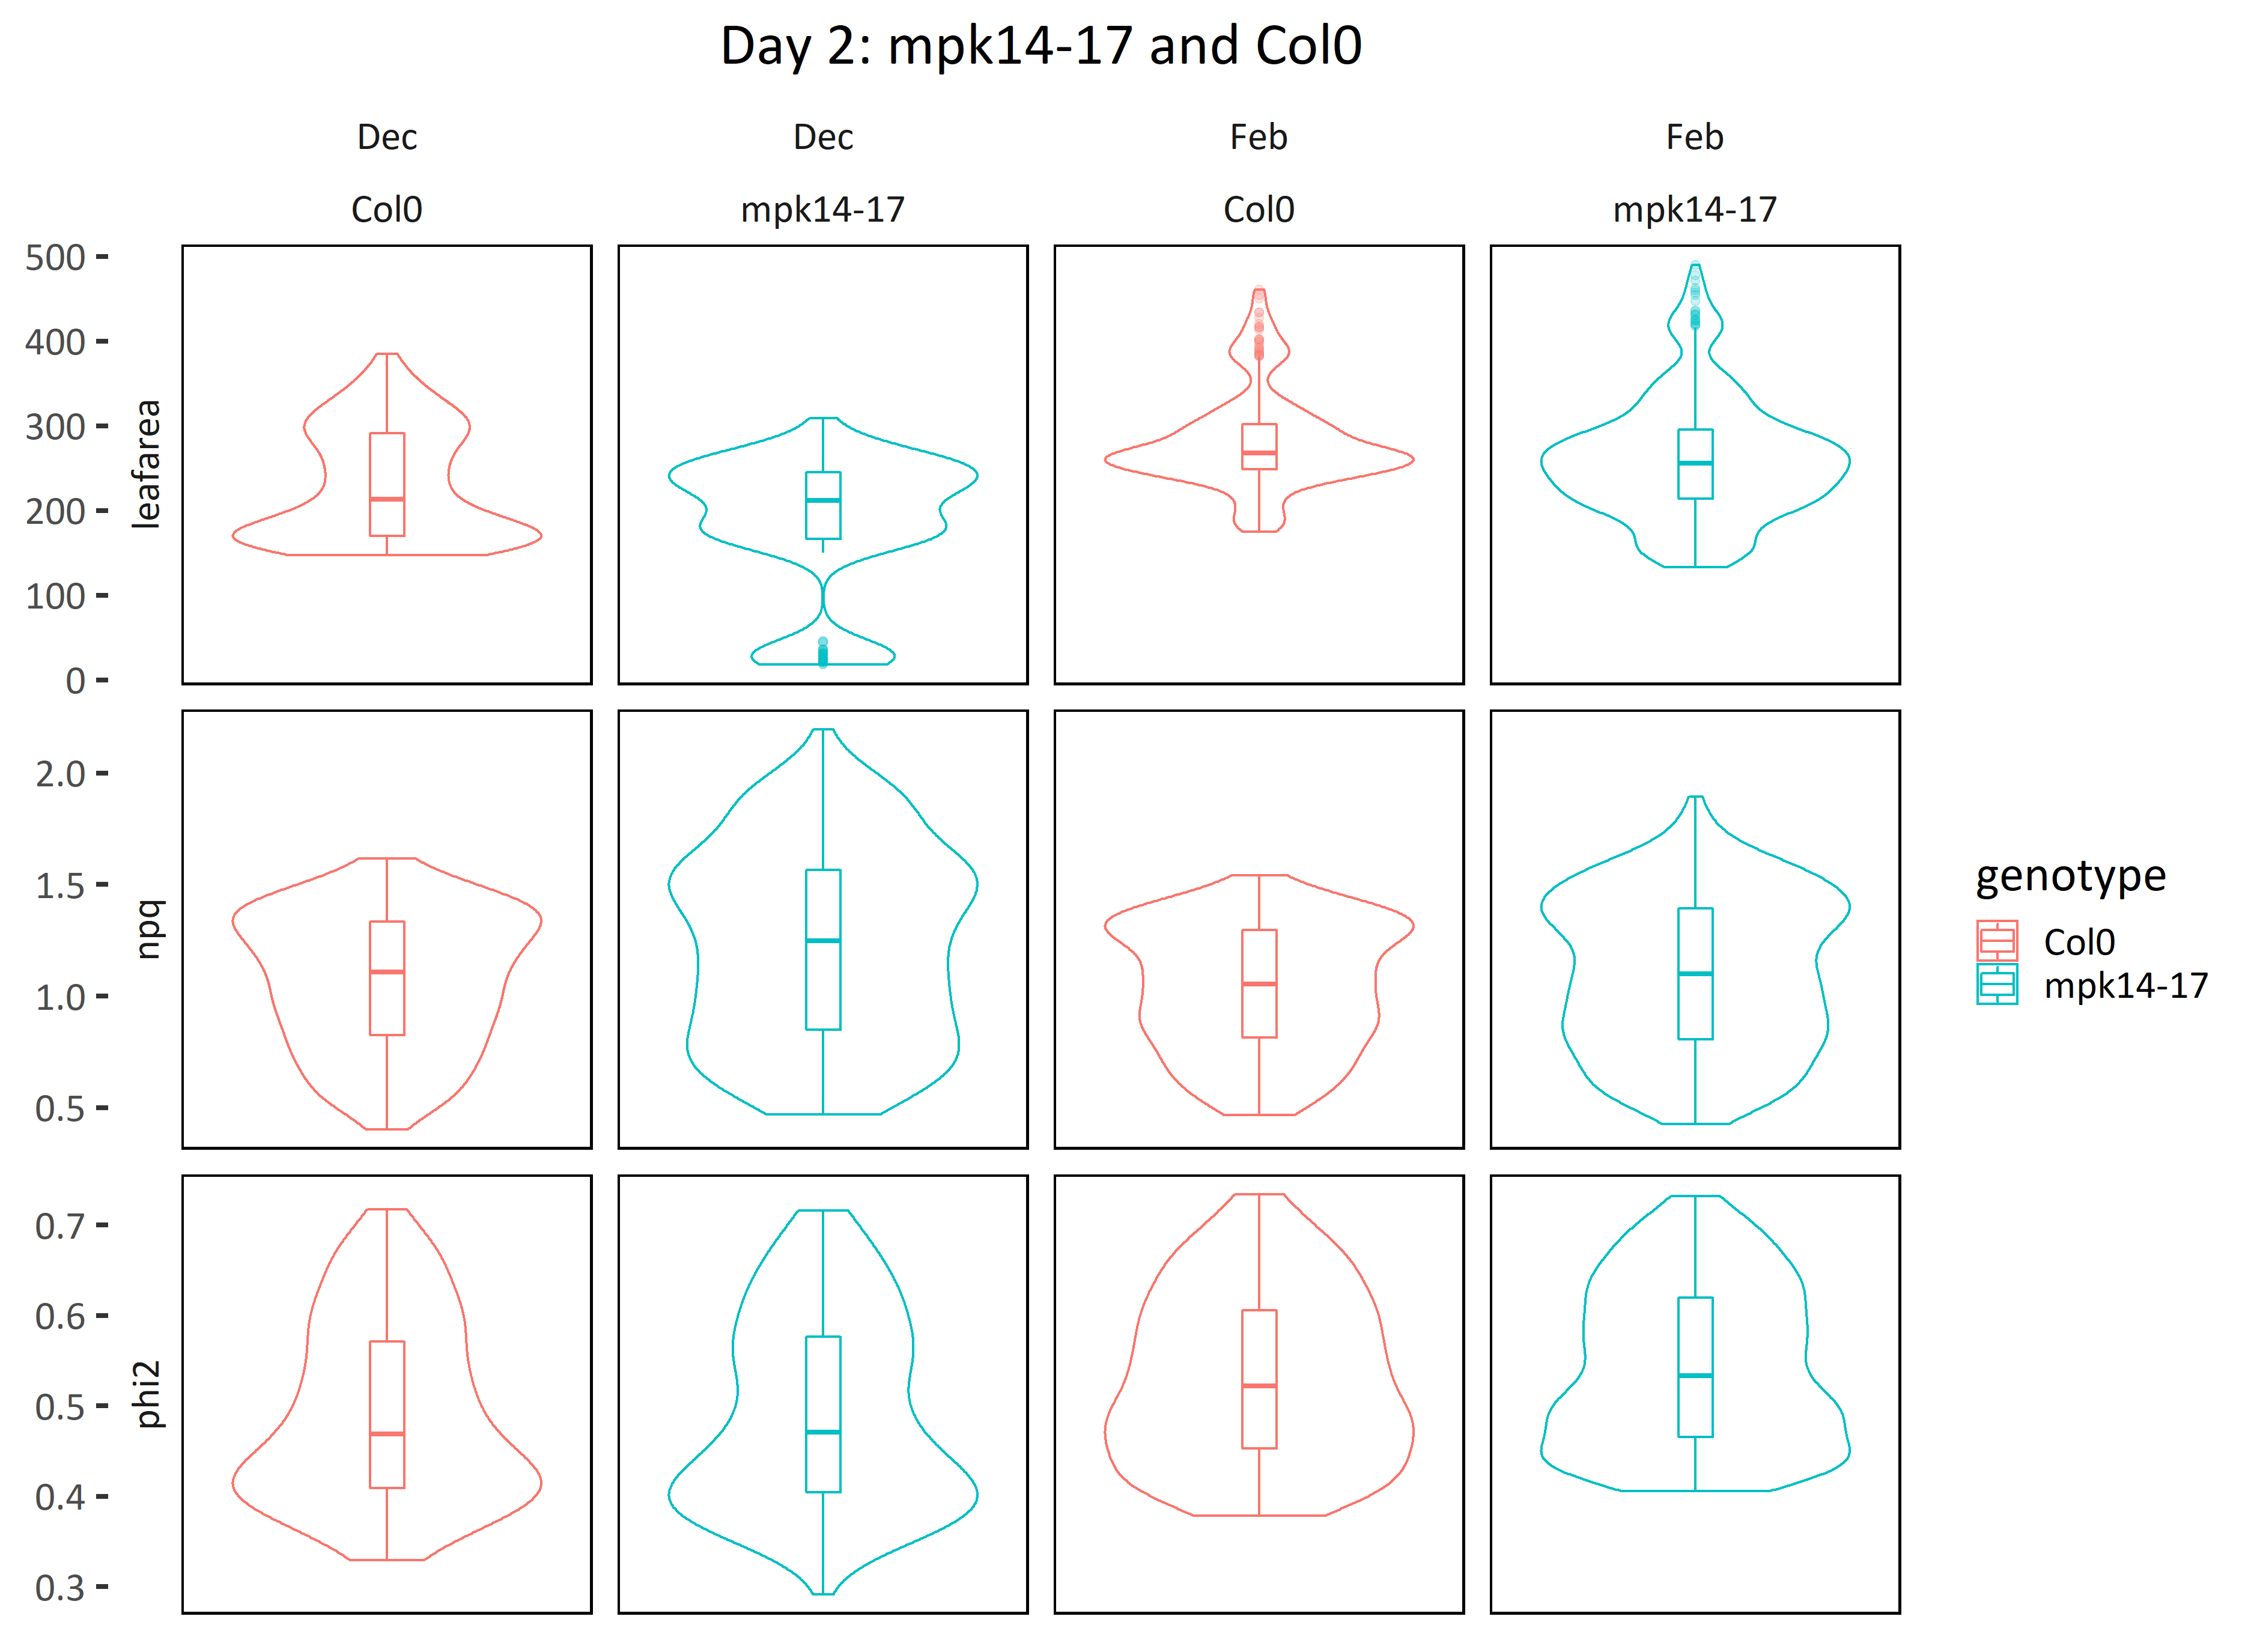 Day 2: mpk14-17 and Col0
Dec Dec Feb Feb
Col0 mpk14-17 Col0 mpk14-17
500
400
300
200
100
0
leafarea
2.0
1.5
1.0
0.5
npq
0.7
0.6
0.5
0.4
0.3
phi2
genotype
Col0
mpk14-17